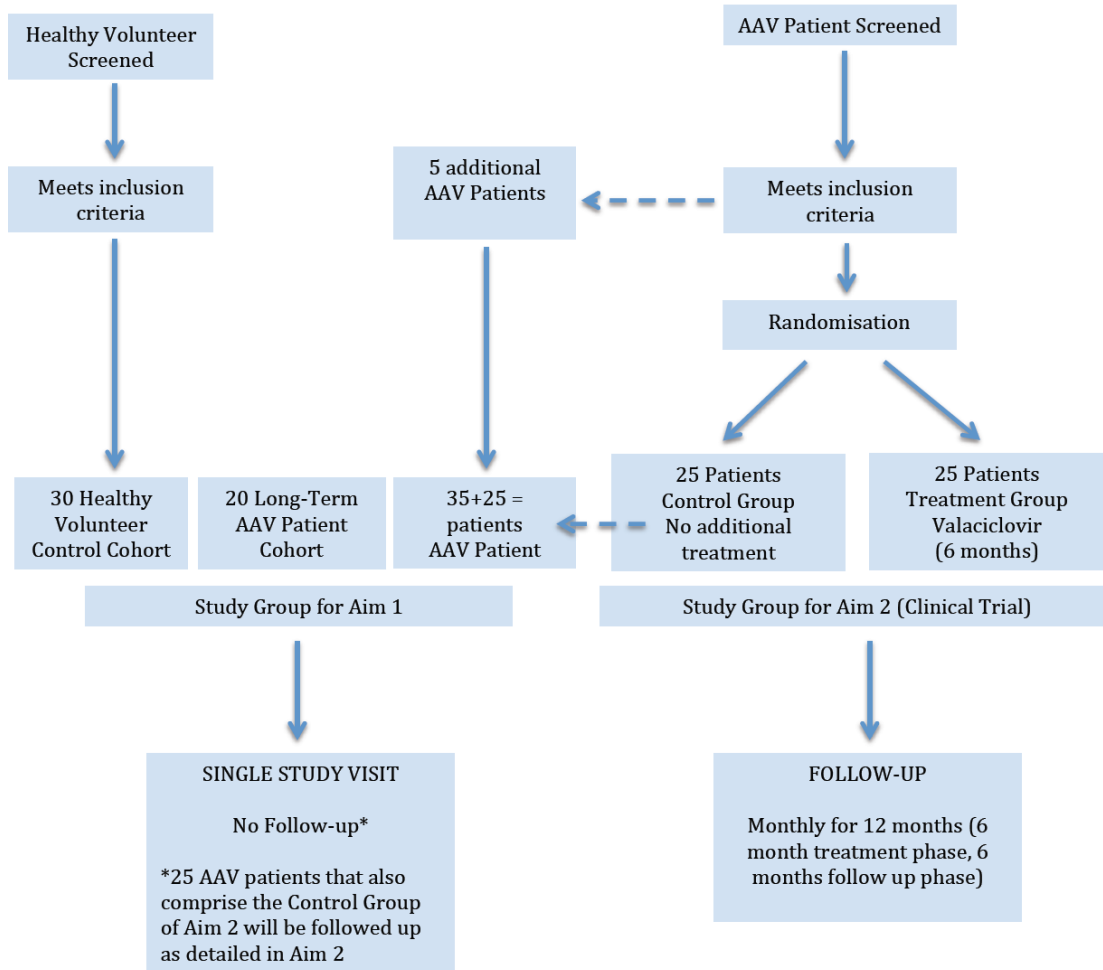 Healthy Volunteer
Screened
AAV Patient Screened
5 additional
AAV Patients
Meets inclusion
criteria
Meets inclusion
criteria
Randomisation
30 Healthy
Volunteer
Control Cohort
20 Long-Term
AAV Patient
Cohort
35+25 =
patients
AAV Patient
25 Patients
Control Group
No additional
treatment
25 Patients
Treatment Group
Valaciclovir
(6 months)
Study Group for Aim 1
Study Group for Aim 2 (Clinical Trial)
SINGLE STUDY VISIT
No Follow-up*
*25 AAV patients that also
comprise the Control Group
of Aim 2 will be followed up
as detailed in Aim 2
FOLLOW-UP
Monthly for 12 months (6
month treatment phase, 6
months follow up phase)